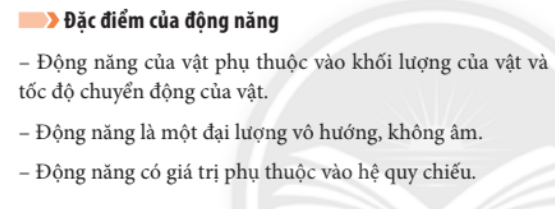 Đặc điểm của động năng
– Động năng của vật phụ thuộc vào khối lượng của vật và
tốc độ chuyển động của vật.
– Động năng là một đại lượng vô hướng, không âm.
– Động năng có giá trị phụ thuộc vào hệ quy chiếu.